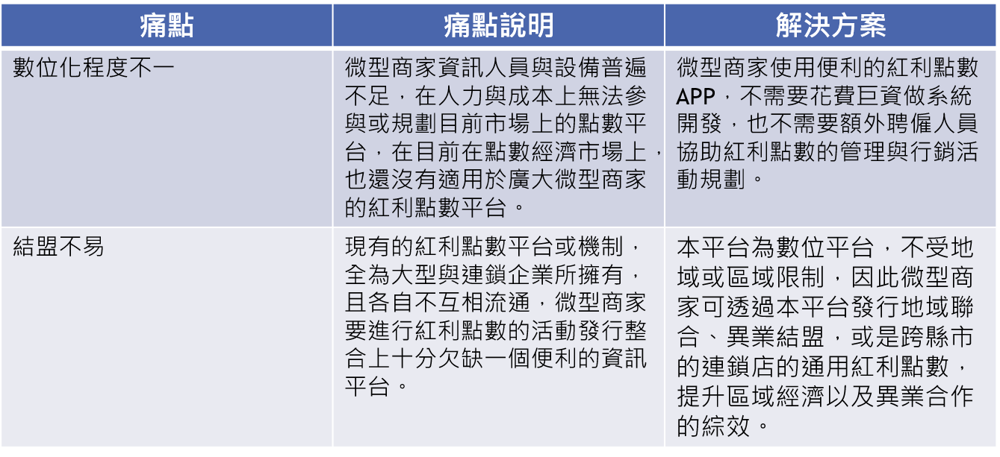 痛點
痛點說明
解決方案
數位化程度不一
微型商家資訊人員與設備普遍
不足，在人力與成本上無法參
與或規劃目前市場上的點數平
台，在目前在點數經濟市場上，
也還沒有適用於廣大微型商家
的紅利點數平台。
微型商家使用便利的紅利點數
APP，不需要花費巨資做系統
開發，也不需要額外聘僱人員
協助紅利點數的管理與行銷活
動規劃。
結盟不易
現有的紅利點數平台或機制，
全為大型與連鎖企業所擁有，
且各自不互相流通，微型商家
要進行紅利點數的活動發行整
合上十分欠缺一個便利的資訊
平台。
本平台為數位平台，不受地
域或區域限制，因此微型商
家可透過本平台發行地域聯
合、異業結盟，或是跨縣市
的連鎖店的通用紅利點數，
提升區域經濟以及異業合作
的綜效。